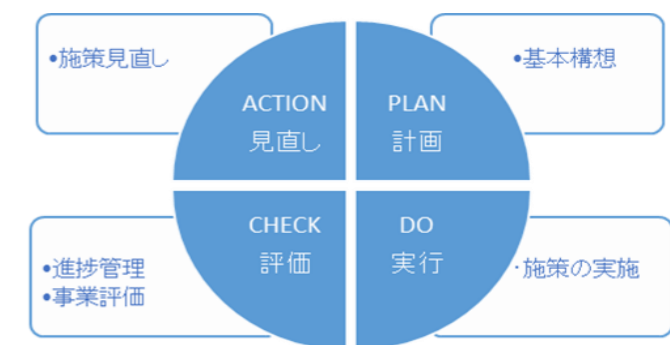 •施策見直し
•基本構想
ACTION
見直し
PLAN
計画
CHECK
評価
DO
実行
•進捗管理
•事業評価
・施策の実施